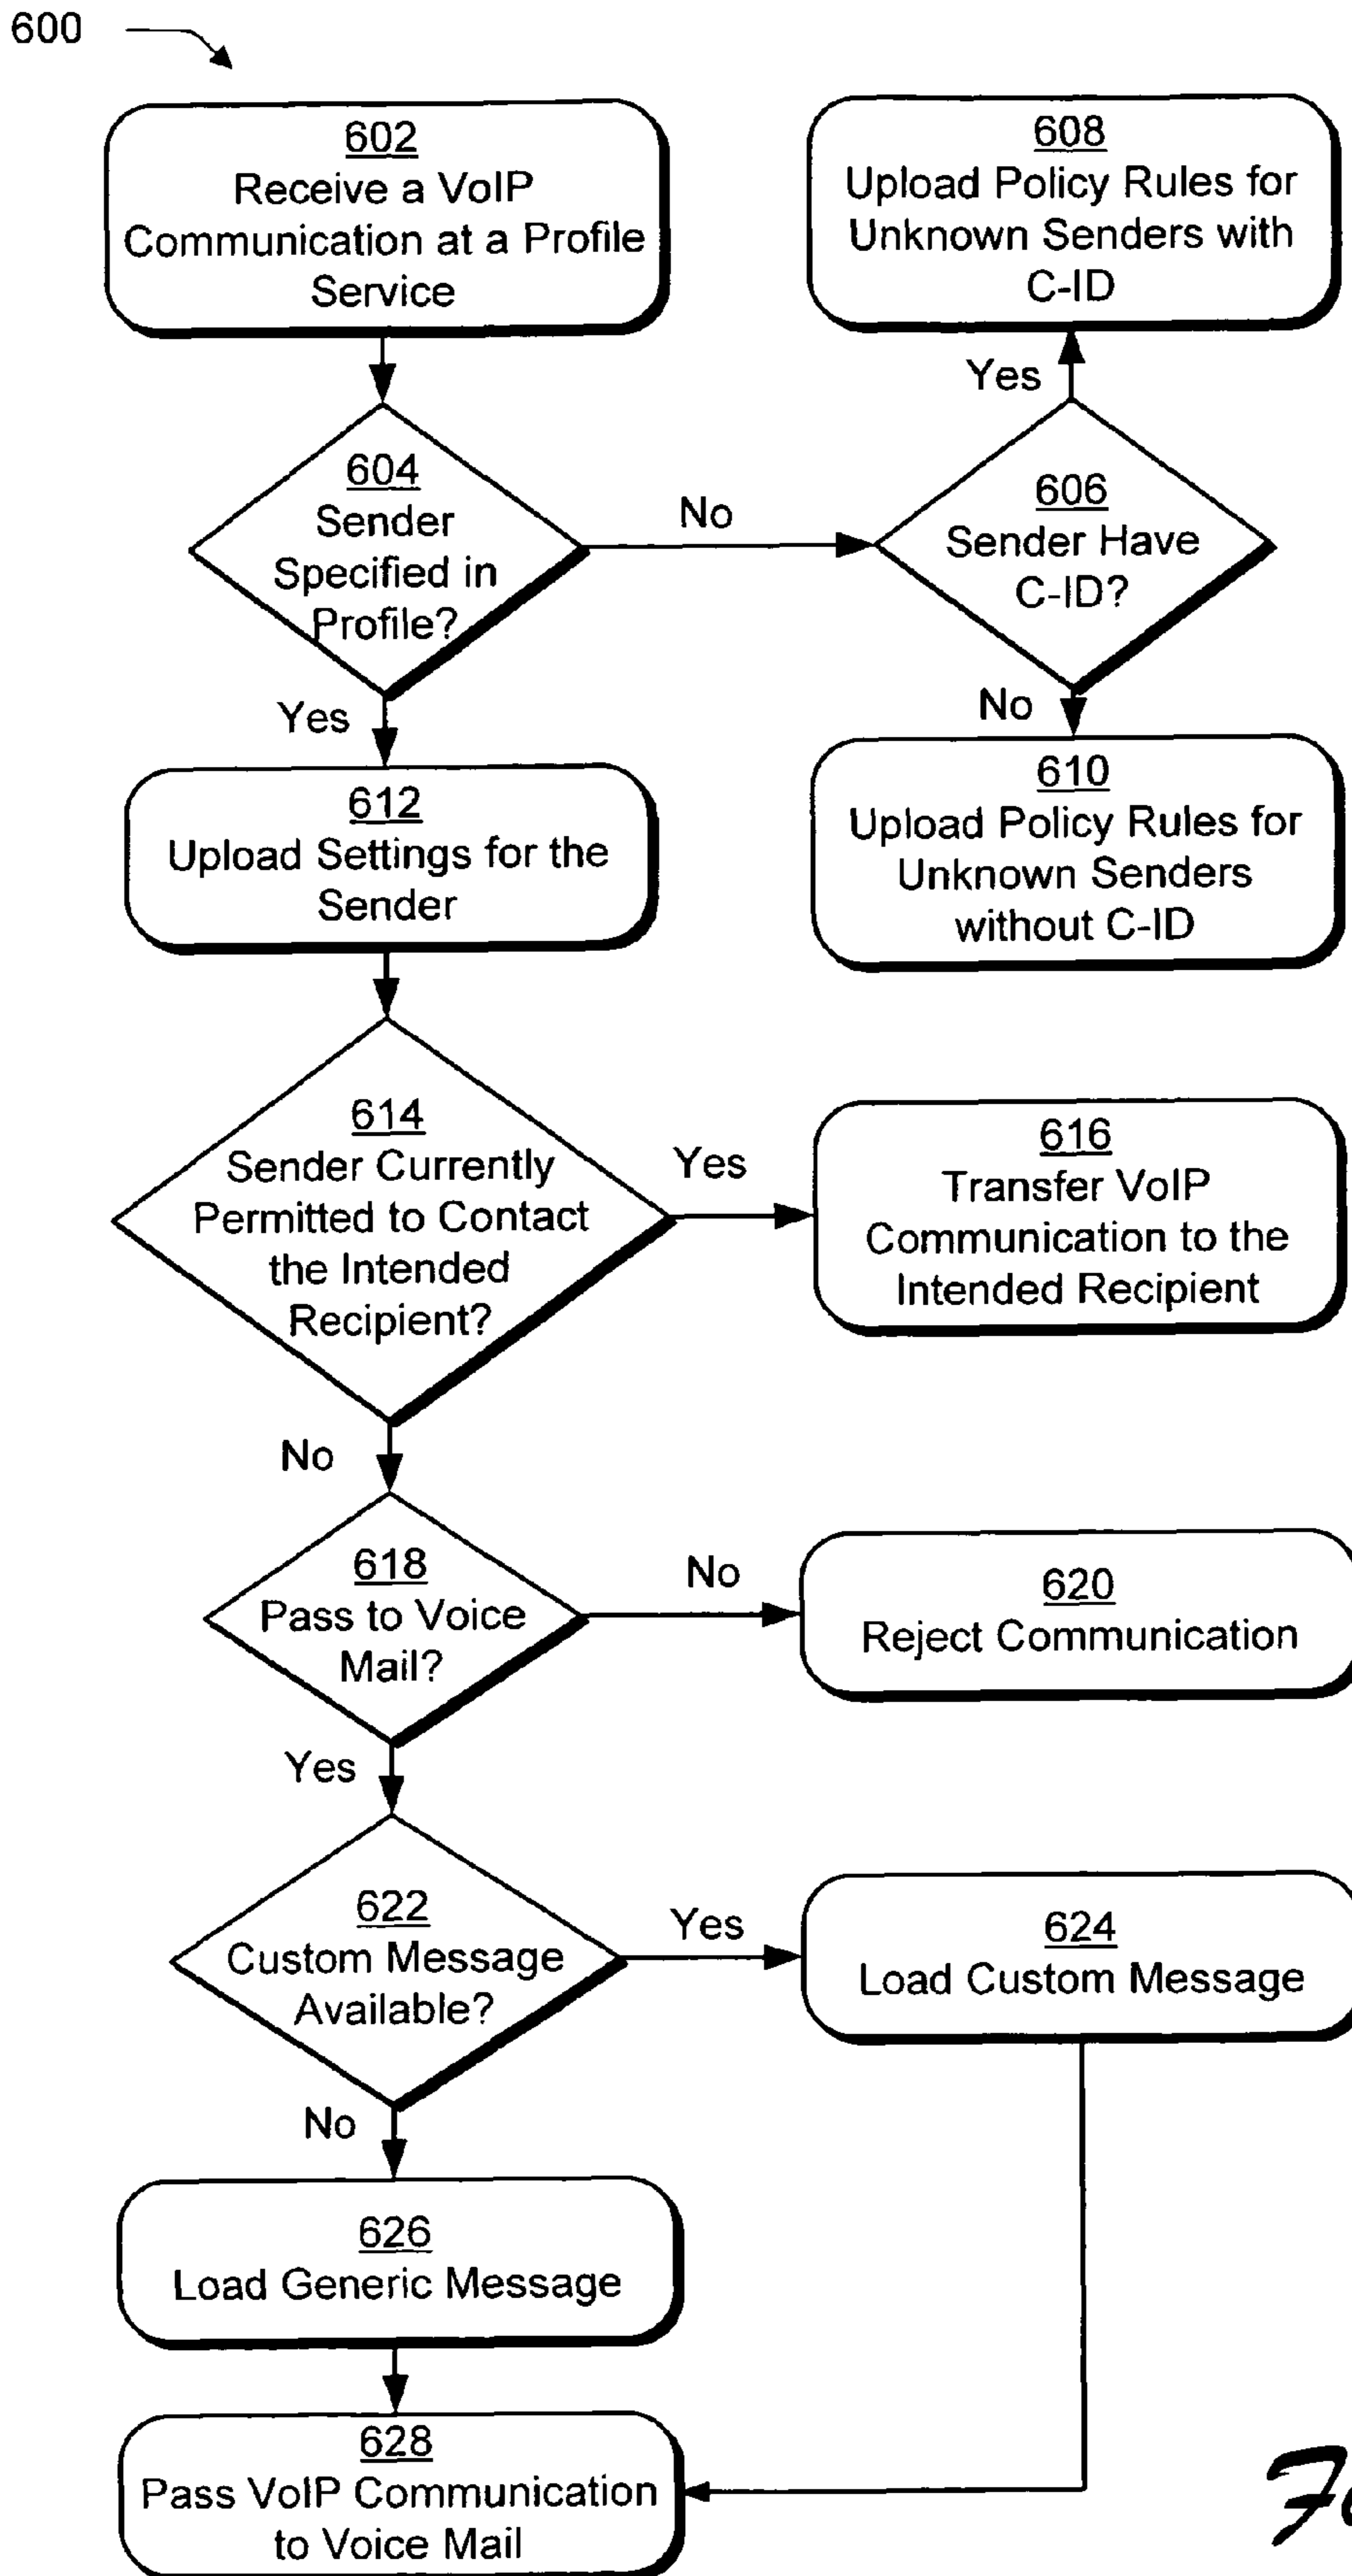 600
602
Receive a VoIP
Communication at a Profile
Service
608
Upload Policy Rules for
Unknown Senders with
C-ID
Yes
604
Sender
Specified in
Profile?
No
606
Sender Have
C-ID?
Yes
No
612
Upload Settings for the
Sender
610
Upload Policy Rules for
Unknown Senders
without C-ID
614
Sender Currently
Permitted to Contact
the Intended
Recipient?
Yes
616
Transfer VoIP
Communication to the
Intended Recipient
No
618
Pass to Voice
Mail?
No
620
Reject Communication
Yes
622
Custom Message
Available?
Yes
624
Load Custom Message
No
626
Load Generic Message
628
Pass VoIP Communication
to Voice Mail